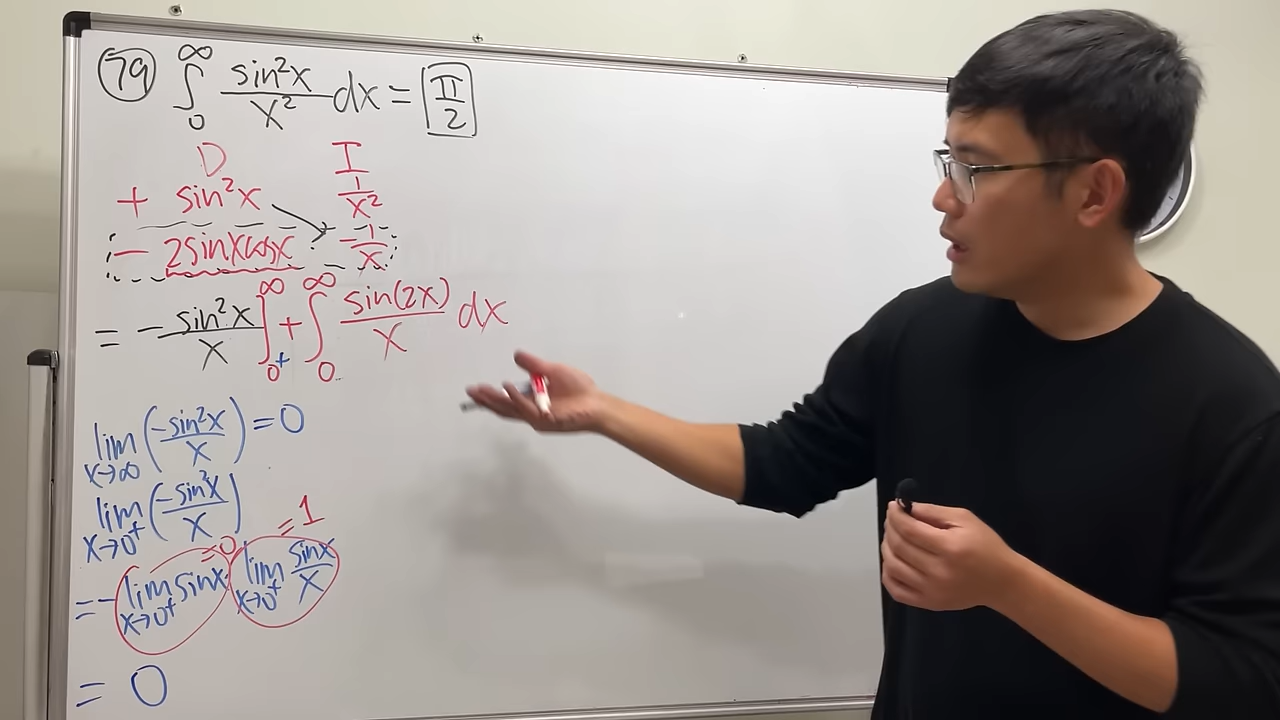 79 ∫₀^∞ sin²x/x² dx = π/2
D I
+ sin²x 1/x²
− 2sinxcosx −1/x
= −sin²x/x ]₀₊^∞ + ∫₀^∞ sin(2x)/x dx
lim x→∞ (−sin²x/x) = 0
lim x→0⁺ (−sin²x/x)
= −lim x→0⁺ sinx =0 lim x→0⁺ sinx/x =1
= 0